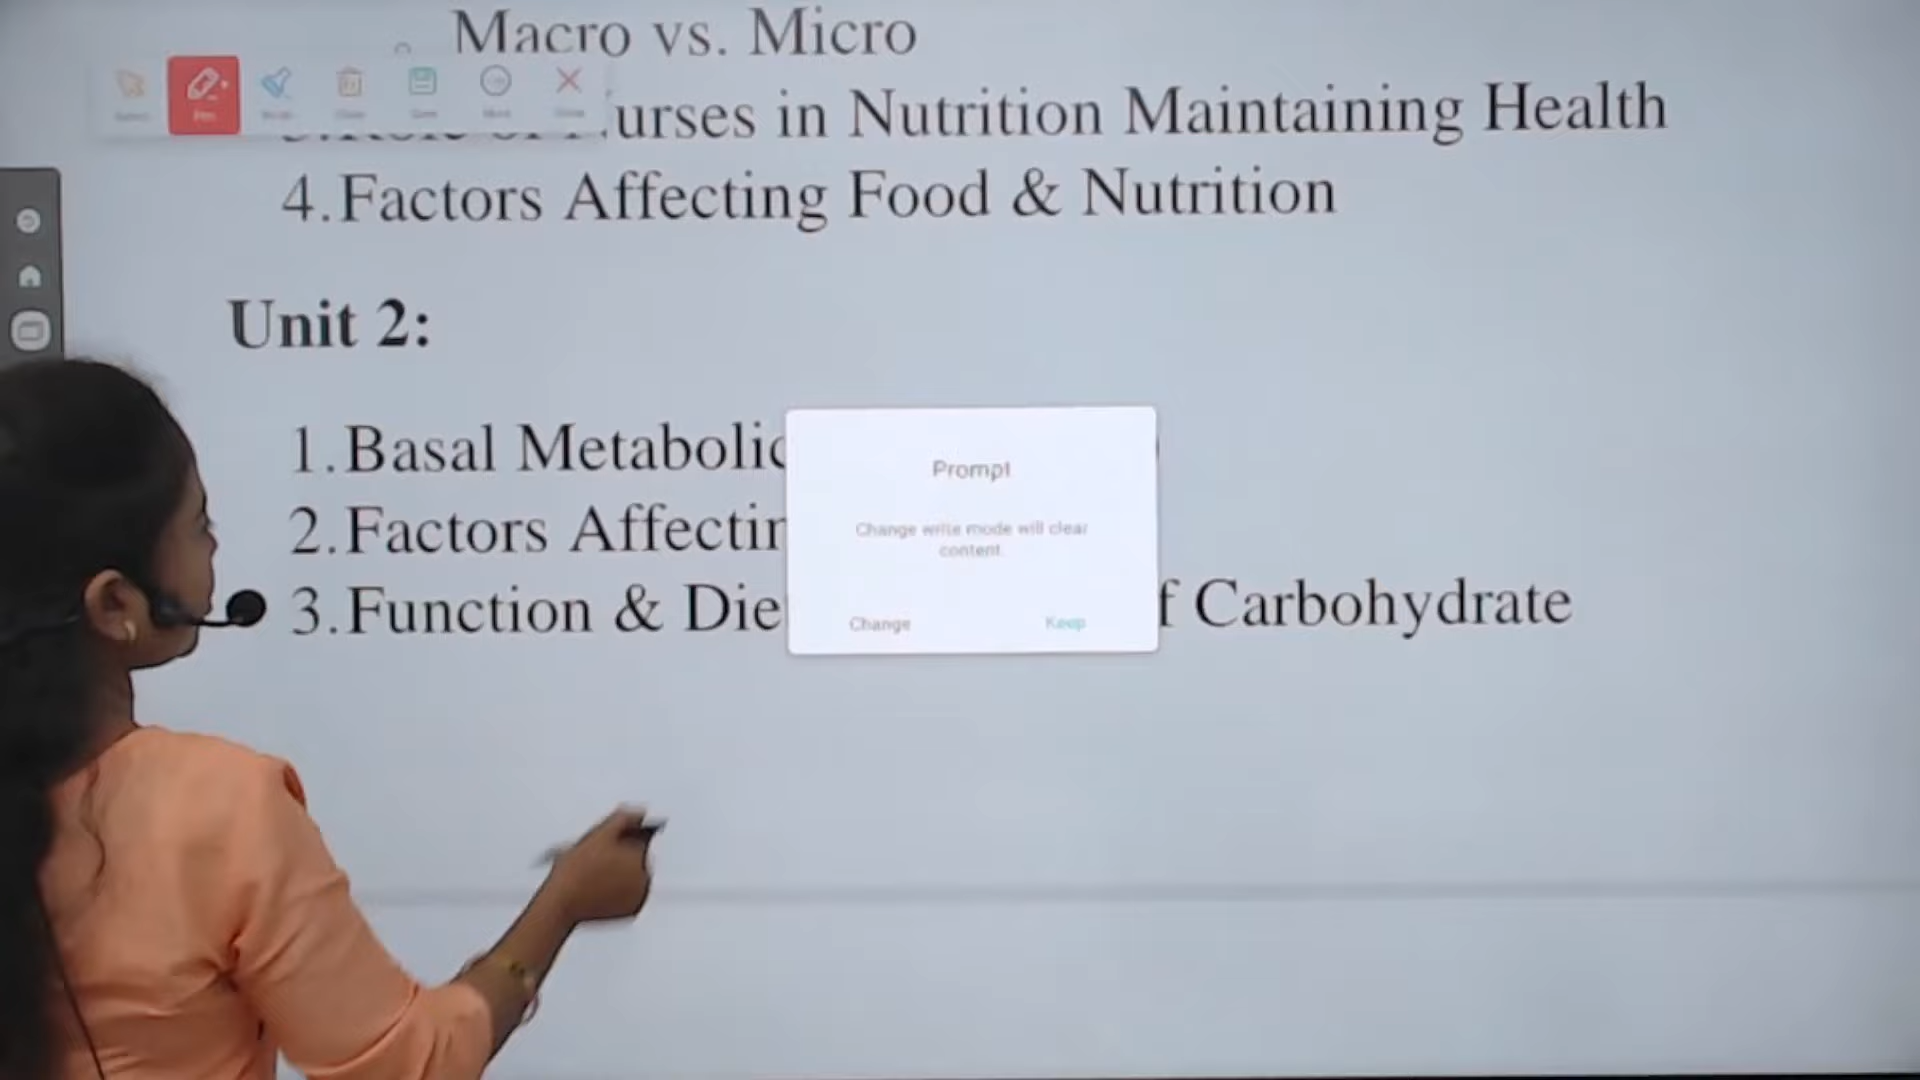 Macro vs. Micro
Pen
urses in Nutrition Maintaining Health
4.Factors Affecting Food & Nutrition
Unit 2:
1.Basal Metabolic
2.Factors Affectin
3.Function & Die
f Carbohydrate
Prompt
Change write mode will clear
content.
Change
Keep